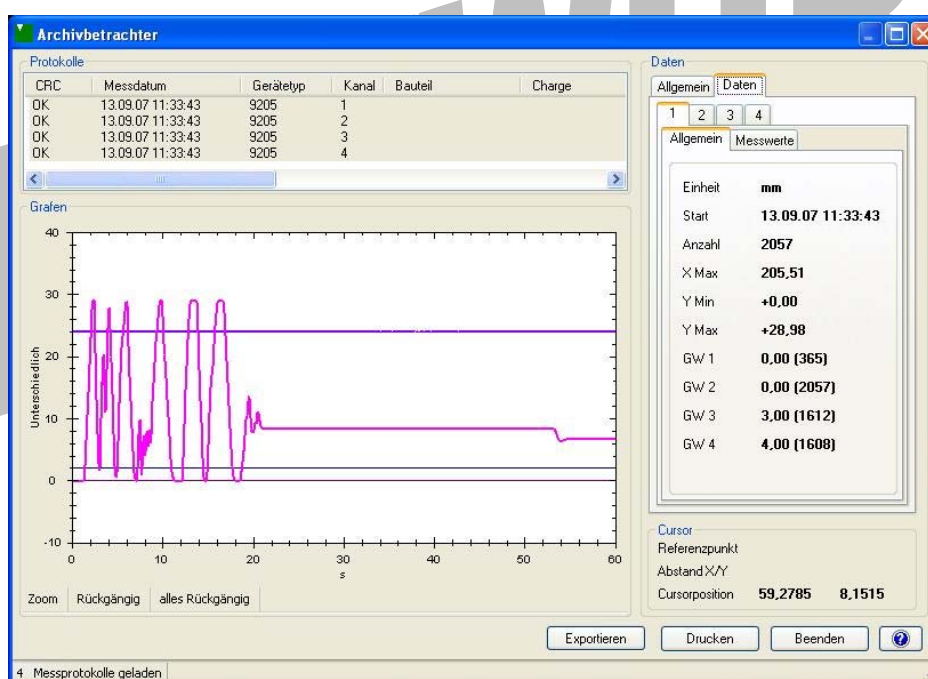 Archivbetrachter
Protokolle
CRC Messdatum Gerätetyp Kanal Bauteil Charge
OK 13.09.07 11:33:43 9205 1
OK 13.09.07 11:33:43 9205 2
OK 13.09.07 11:33:43 9205 3
OK 13.09.07 11:33:43 9205 4
Grafen
40
30
20
10
0
-10
Unterschiedlich
0 10 20 30 40 50 60
s
Zoom Rückgängig alles Rückgängig
Daten
Allgemein Daten
1 2 3 4
Allgemein Messwerte
Einheit mm
Start 13.09.07 11:33:43
Anzahl 2057
X Max 205,51
Y Min +0,00
Y Max +28,98
GW 1 0,00 (365)
GW 2 0,00 (2057)
GW 3 3,00 (1612)
GW 4 4,00 (1608)
Cursor
Referenzpunkt
Abstand X/Y
Cursorposition 59,2785 8,1515
Exportieren Drucken Beenden ?
4 Messprotokolle geladen